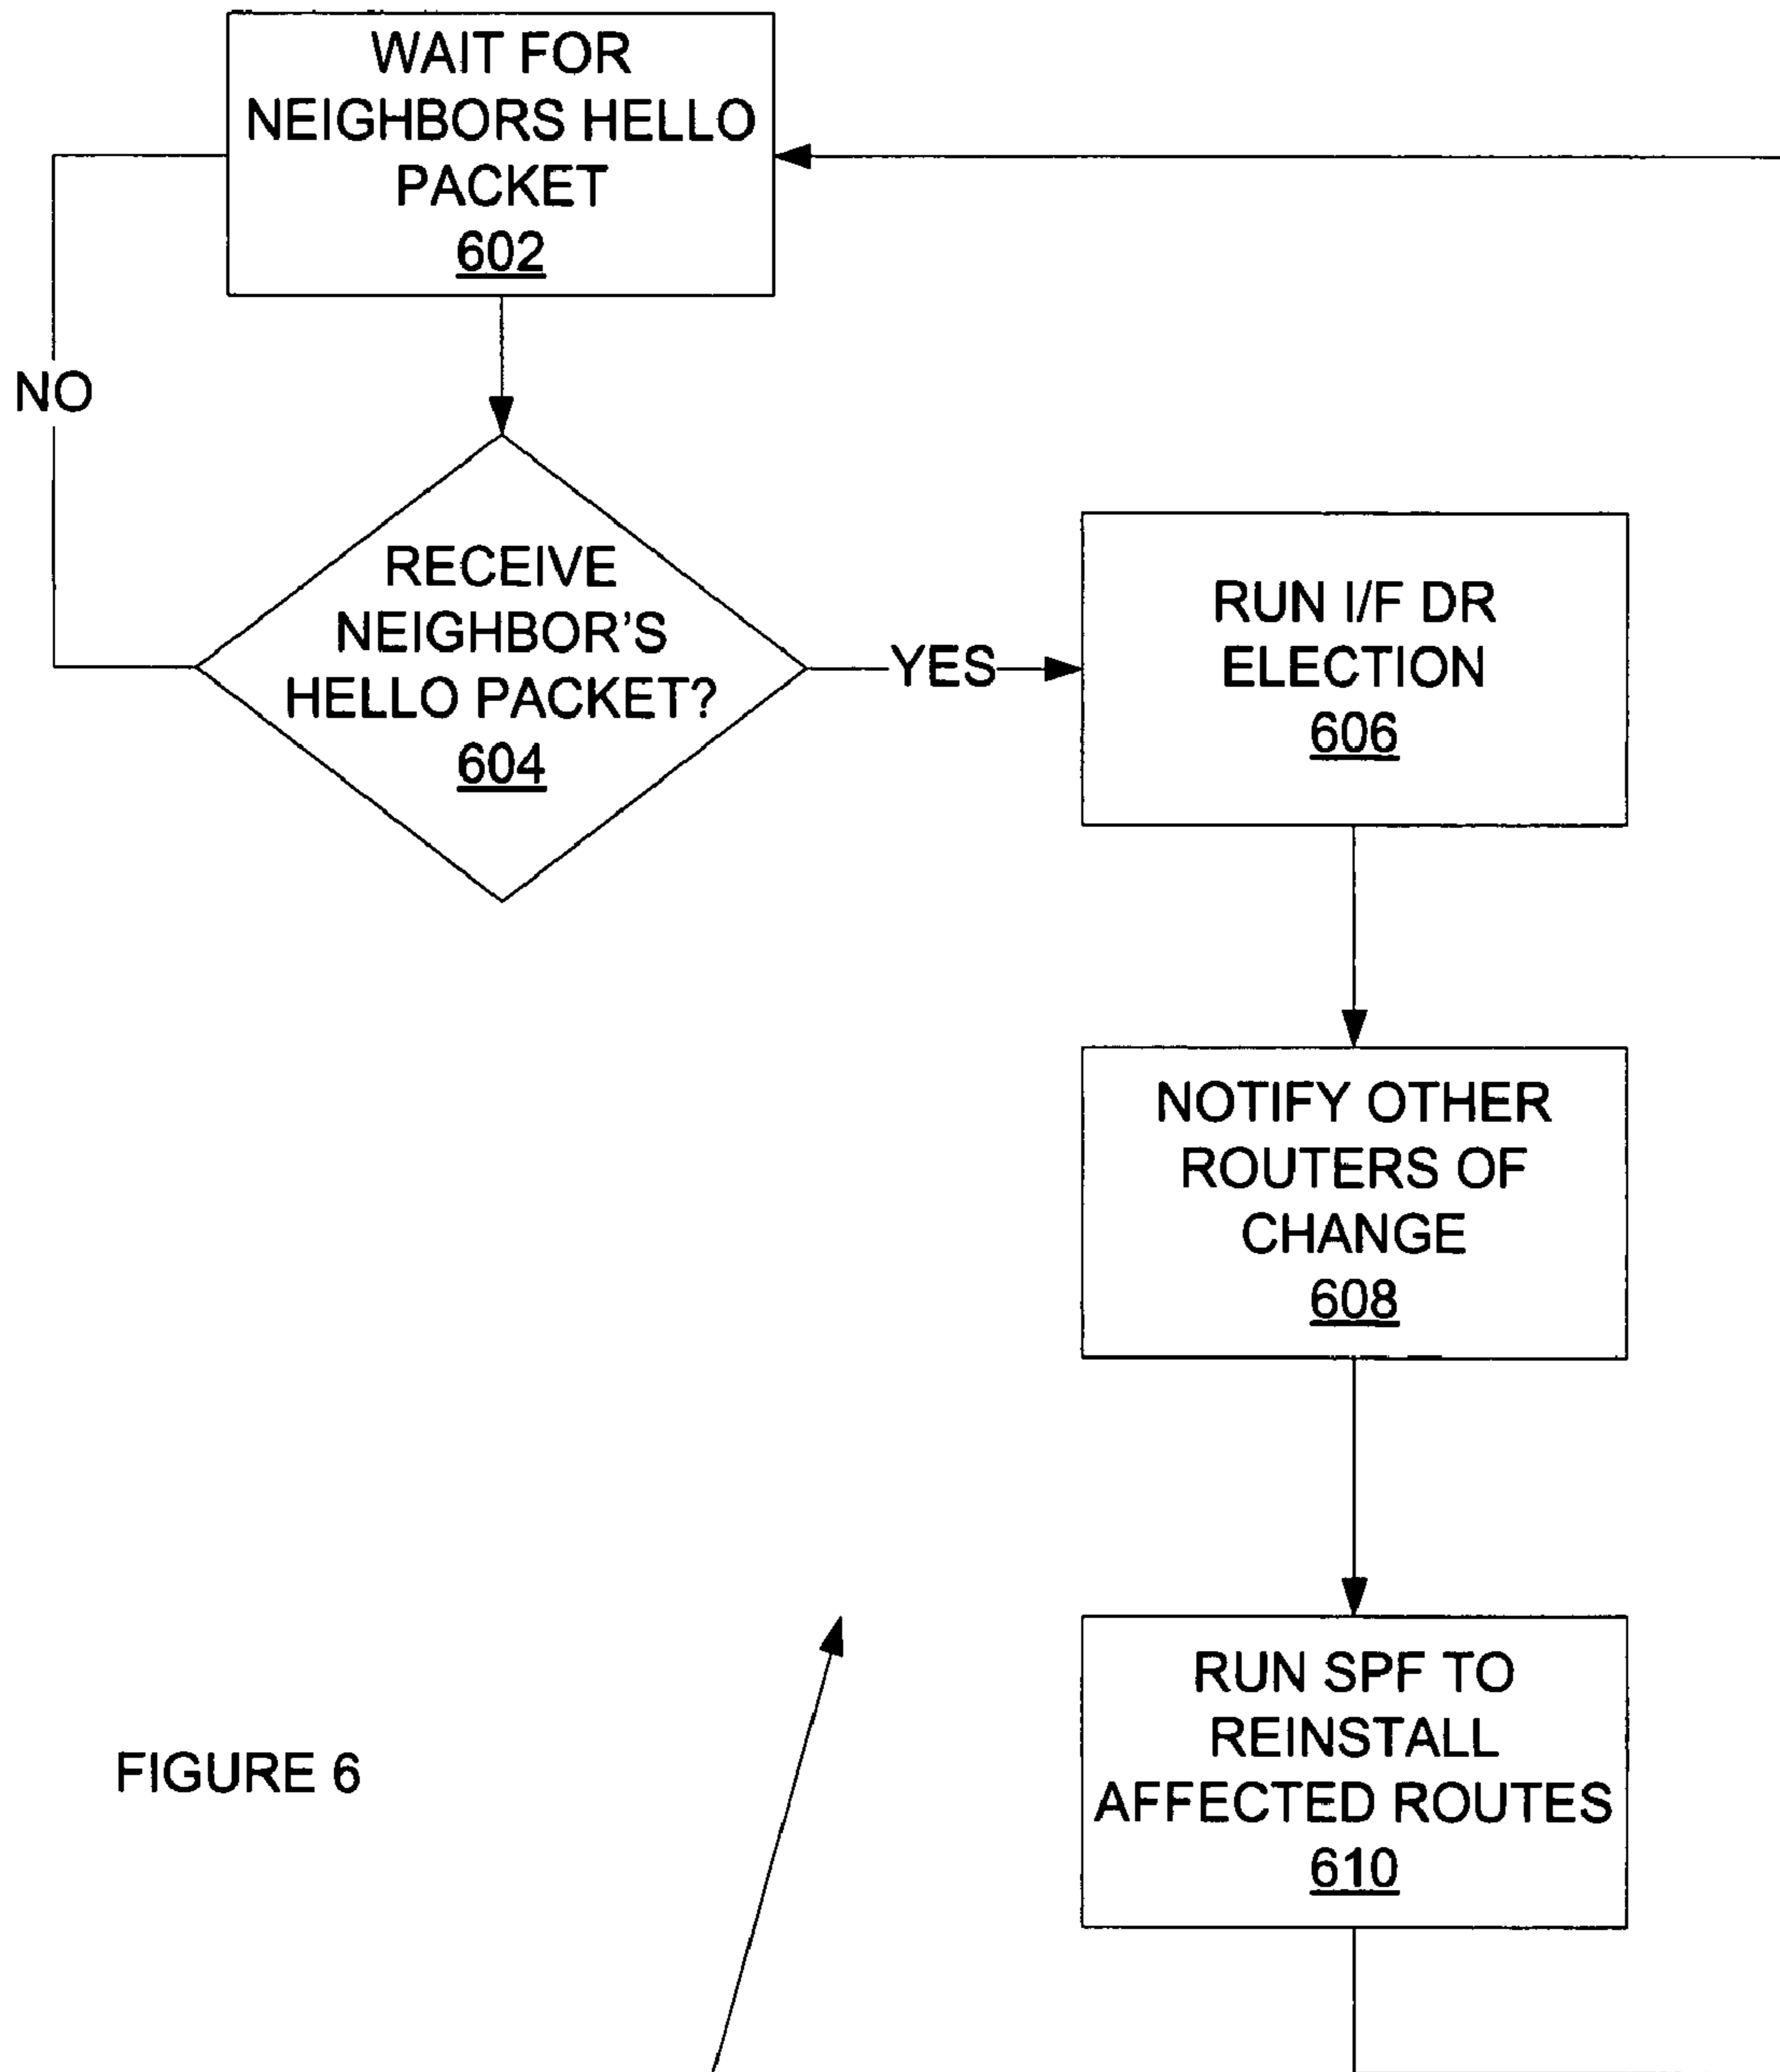 WAIT FOR
NEIGHBORS HELLO
PACKET
602
NO
RECEIVE
NEIGHBOR'S
HELLO PACKET?
604
YES
RUN I/F DR
ELECTION
606
NOTIFY OTHER
ROUTERS OF
CHANGE
608
RUN SPF TO
REINSTALL
AFFECTED ROUTES
610
FIGURE 6